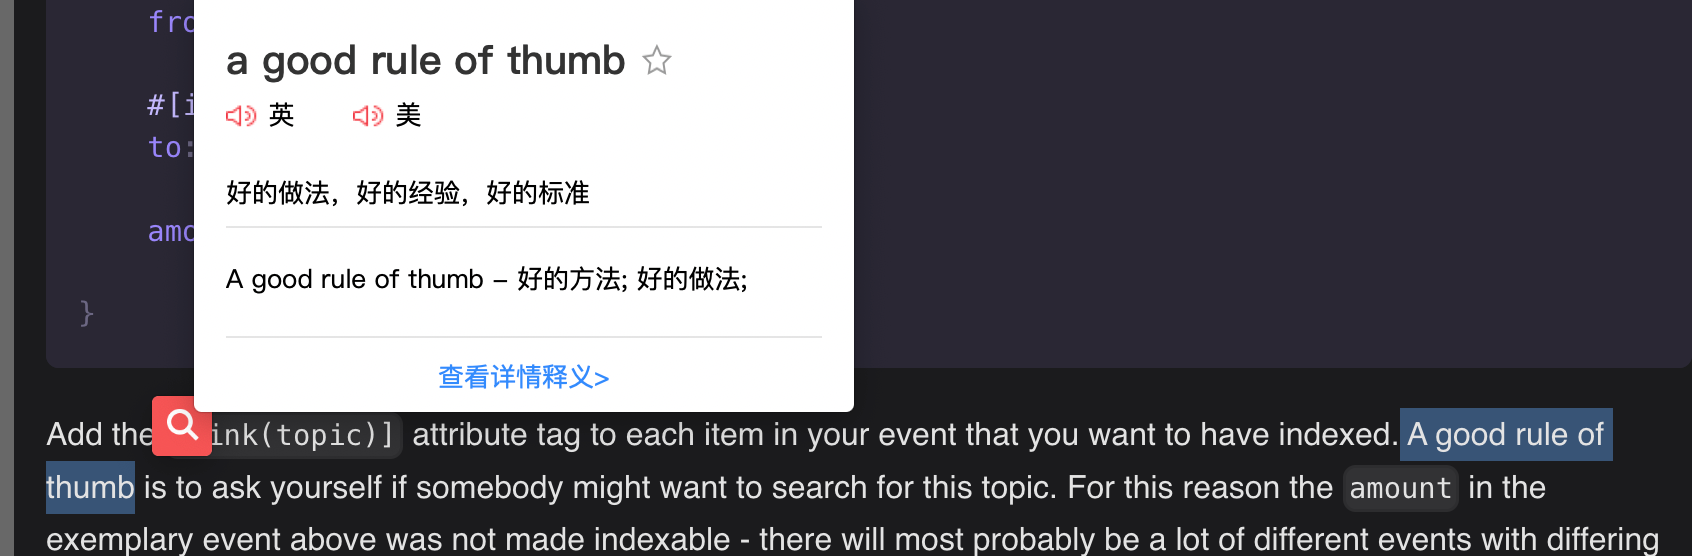 fro
a good rule of thumb
英 美
#[i
to:
好的做法，好的经验，好的标准
amo
A good rule of thumb – 好的方法; 好的做法;
}
查看详情释义>
Add the ink(topic)] attribute tag to each item in your event that you want to have indexed. A good rule of
thumb is to ask yourself if somebody might want to search for this topic. For this reason the amount in the
exemplary event above was not made indexable - there will most probably be a lot of different events with differing